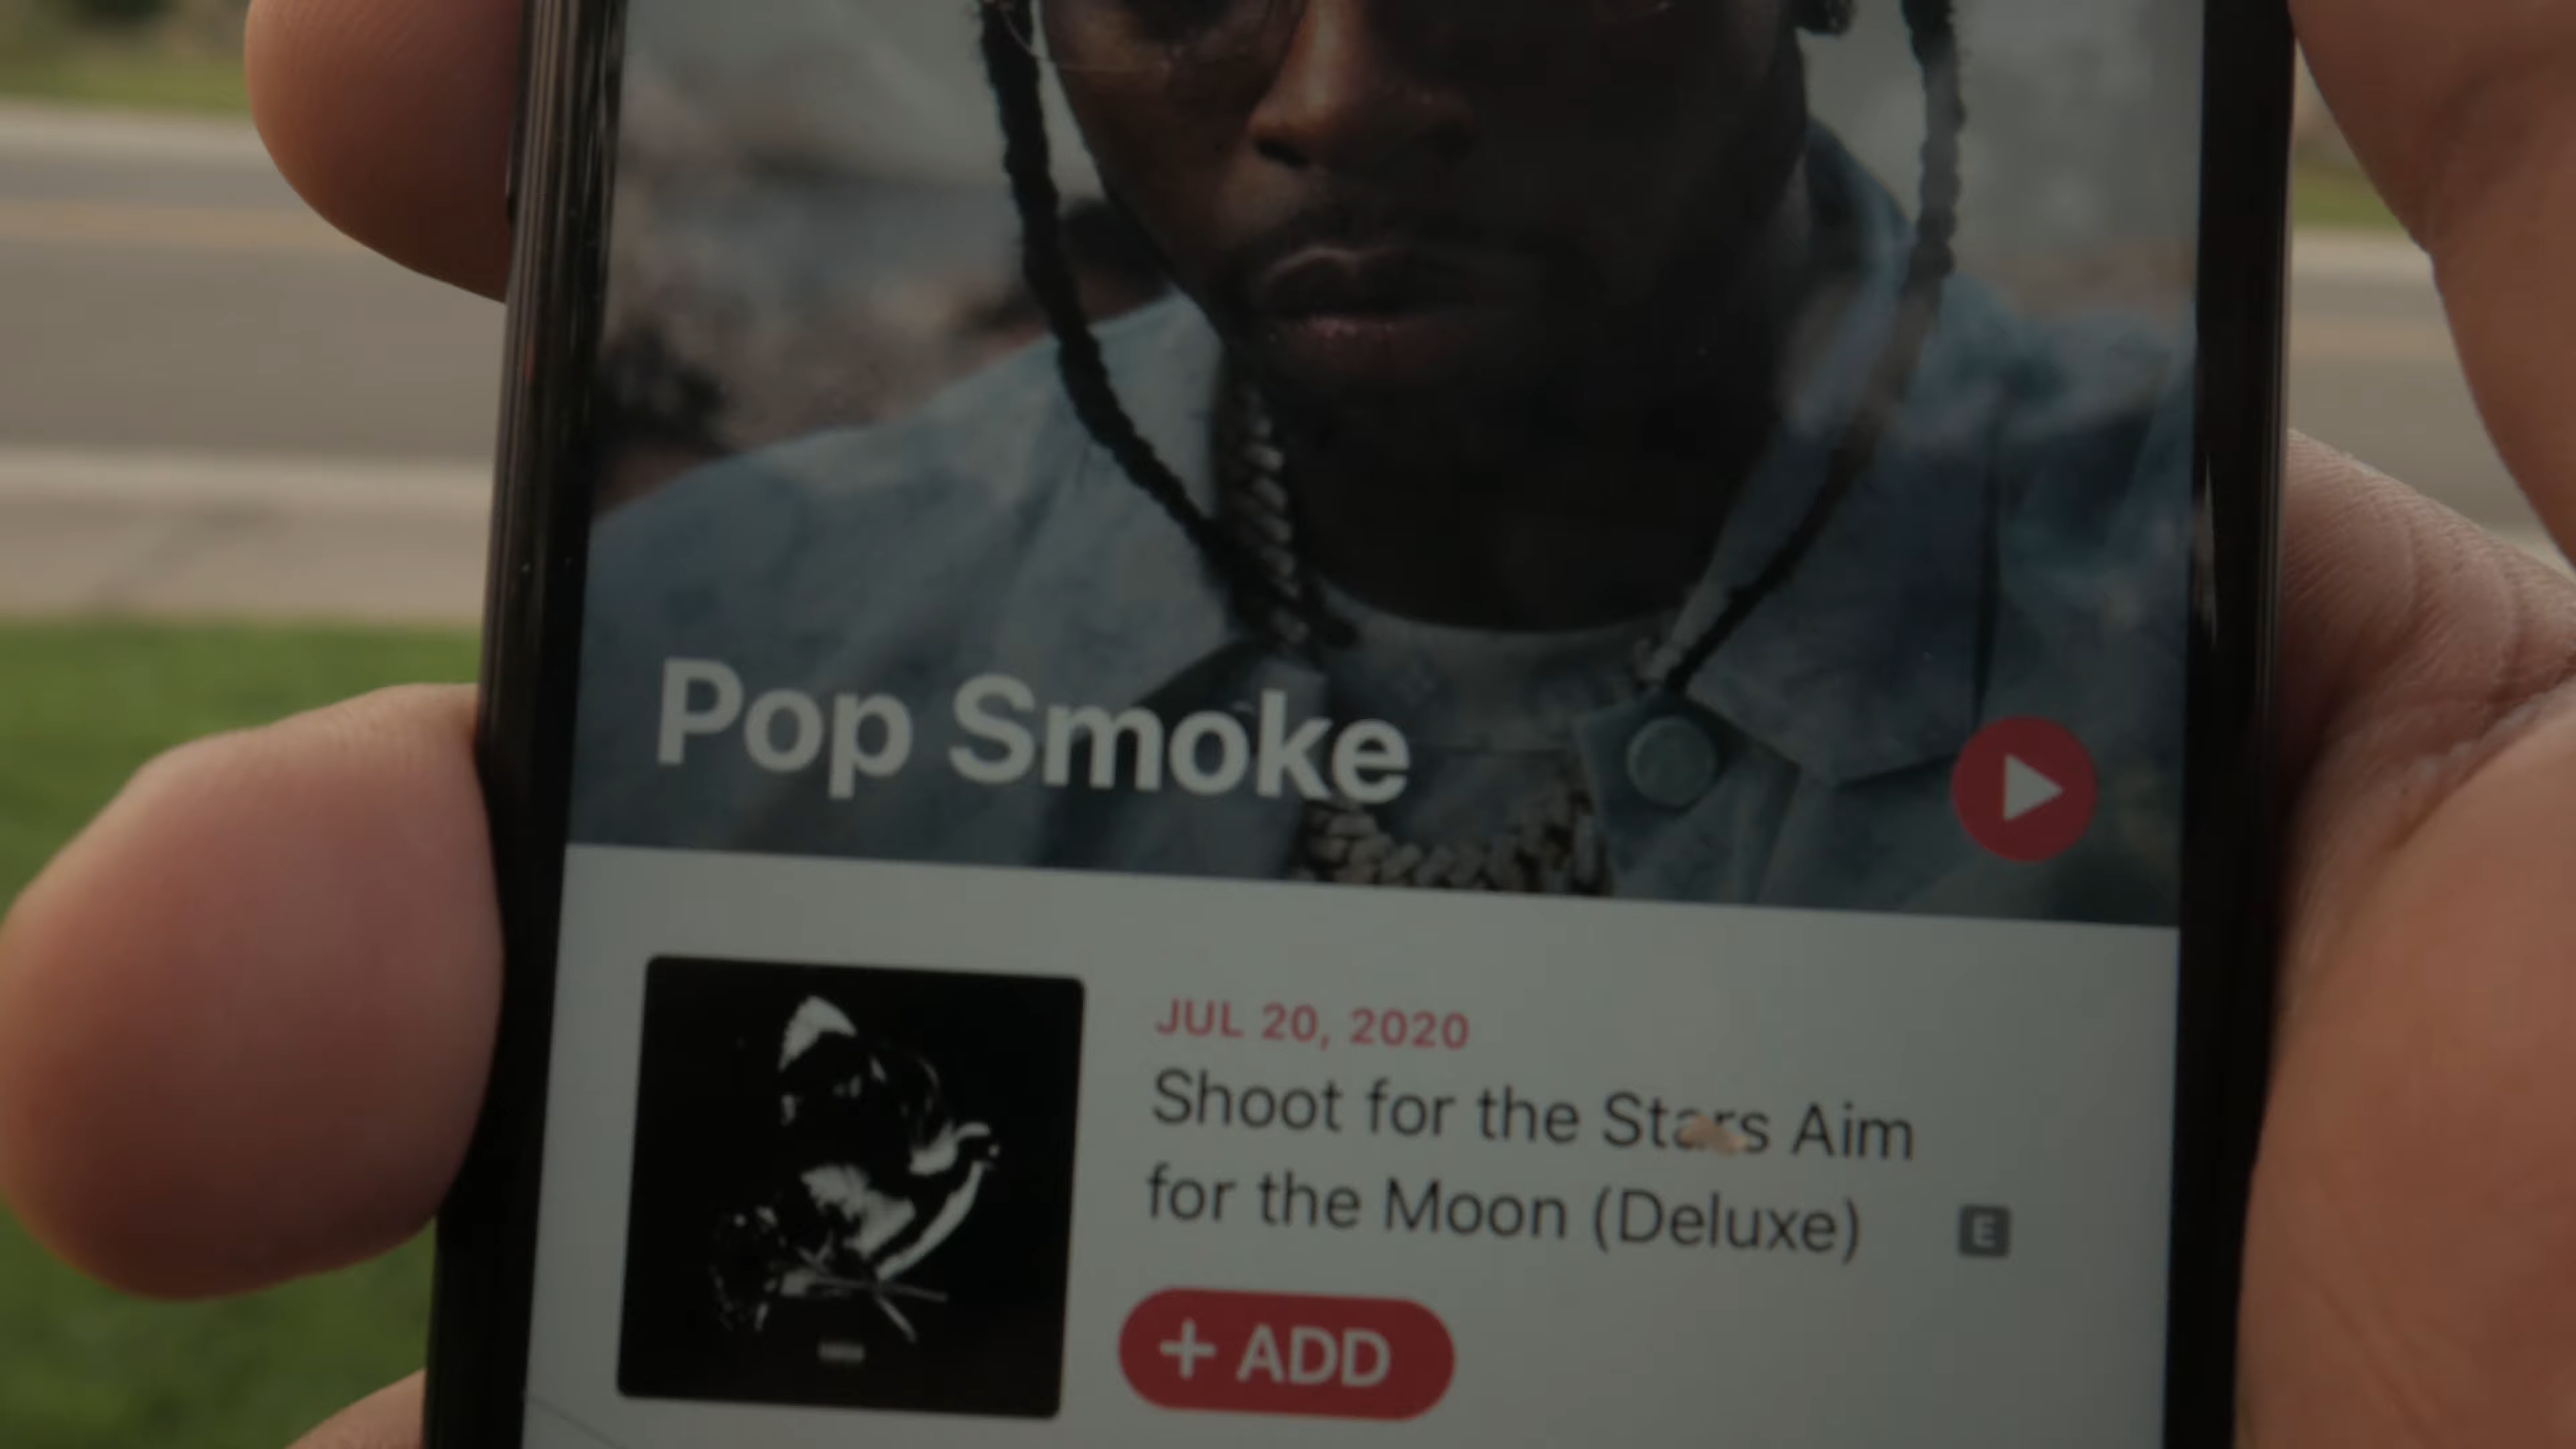 Pop Smoke
JUL 20, 2020
Shoot for the Stars Aim
for the Moon (Deluxe)
E
+ ADD